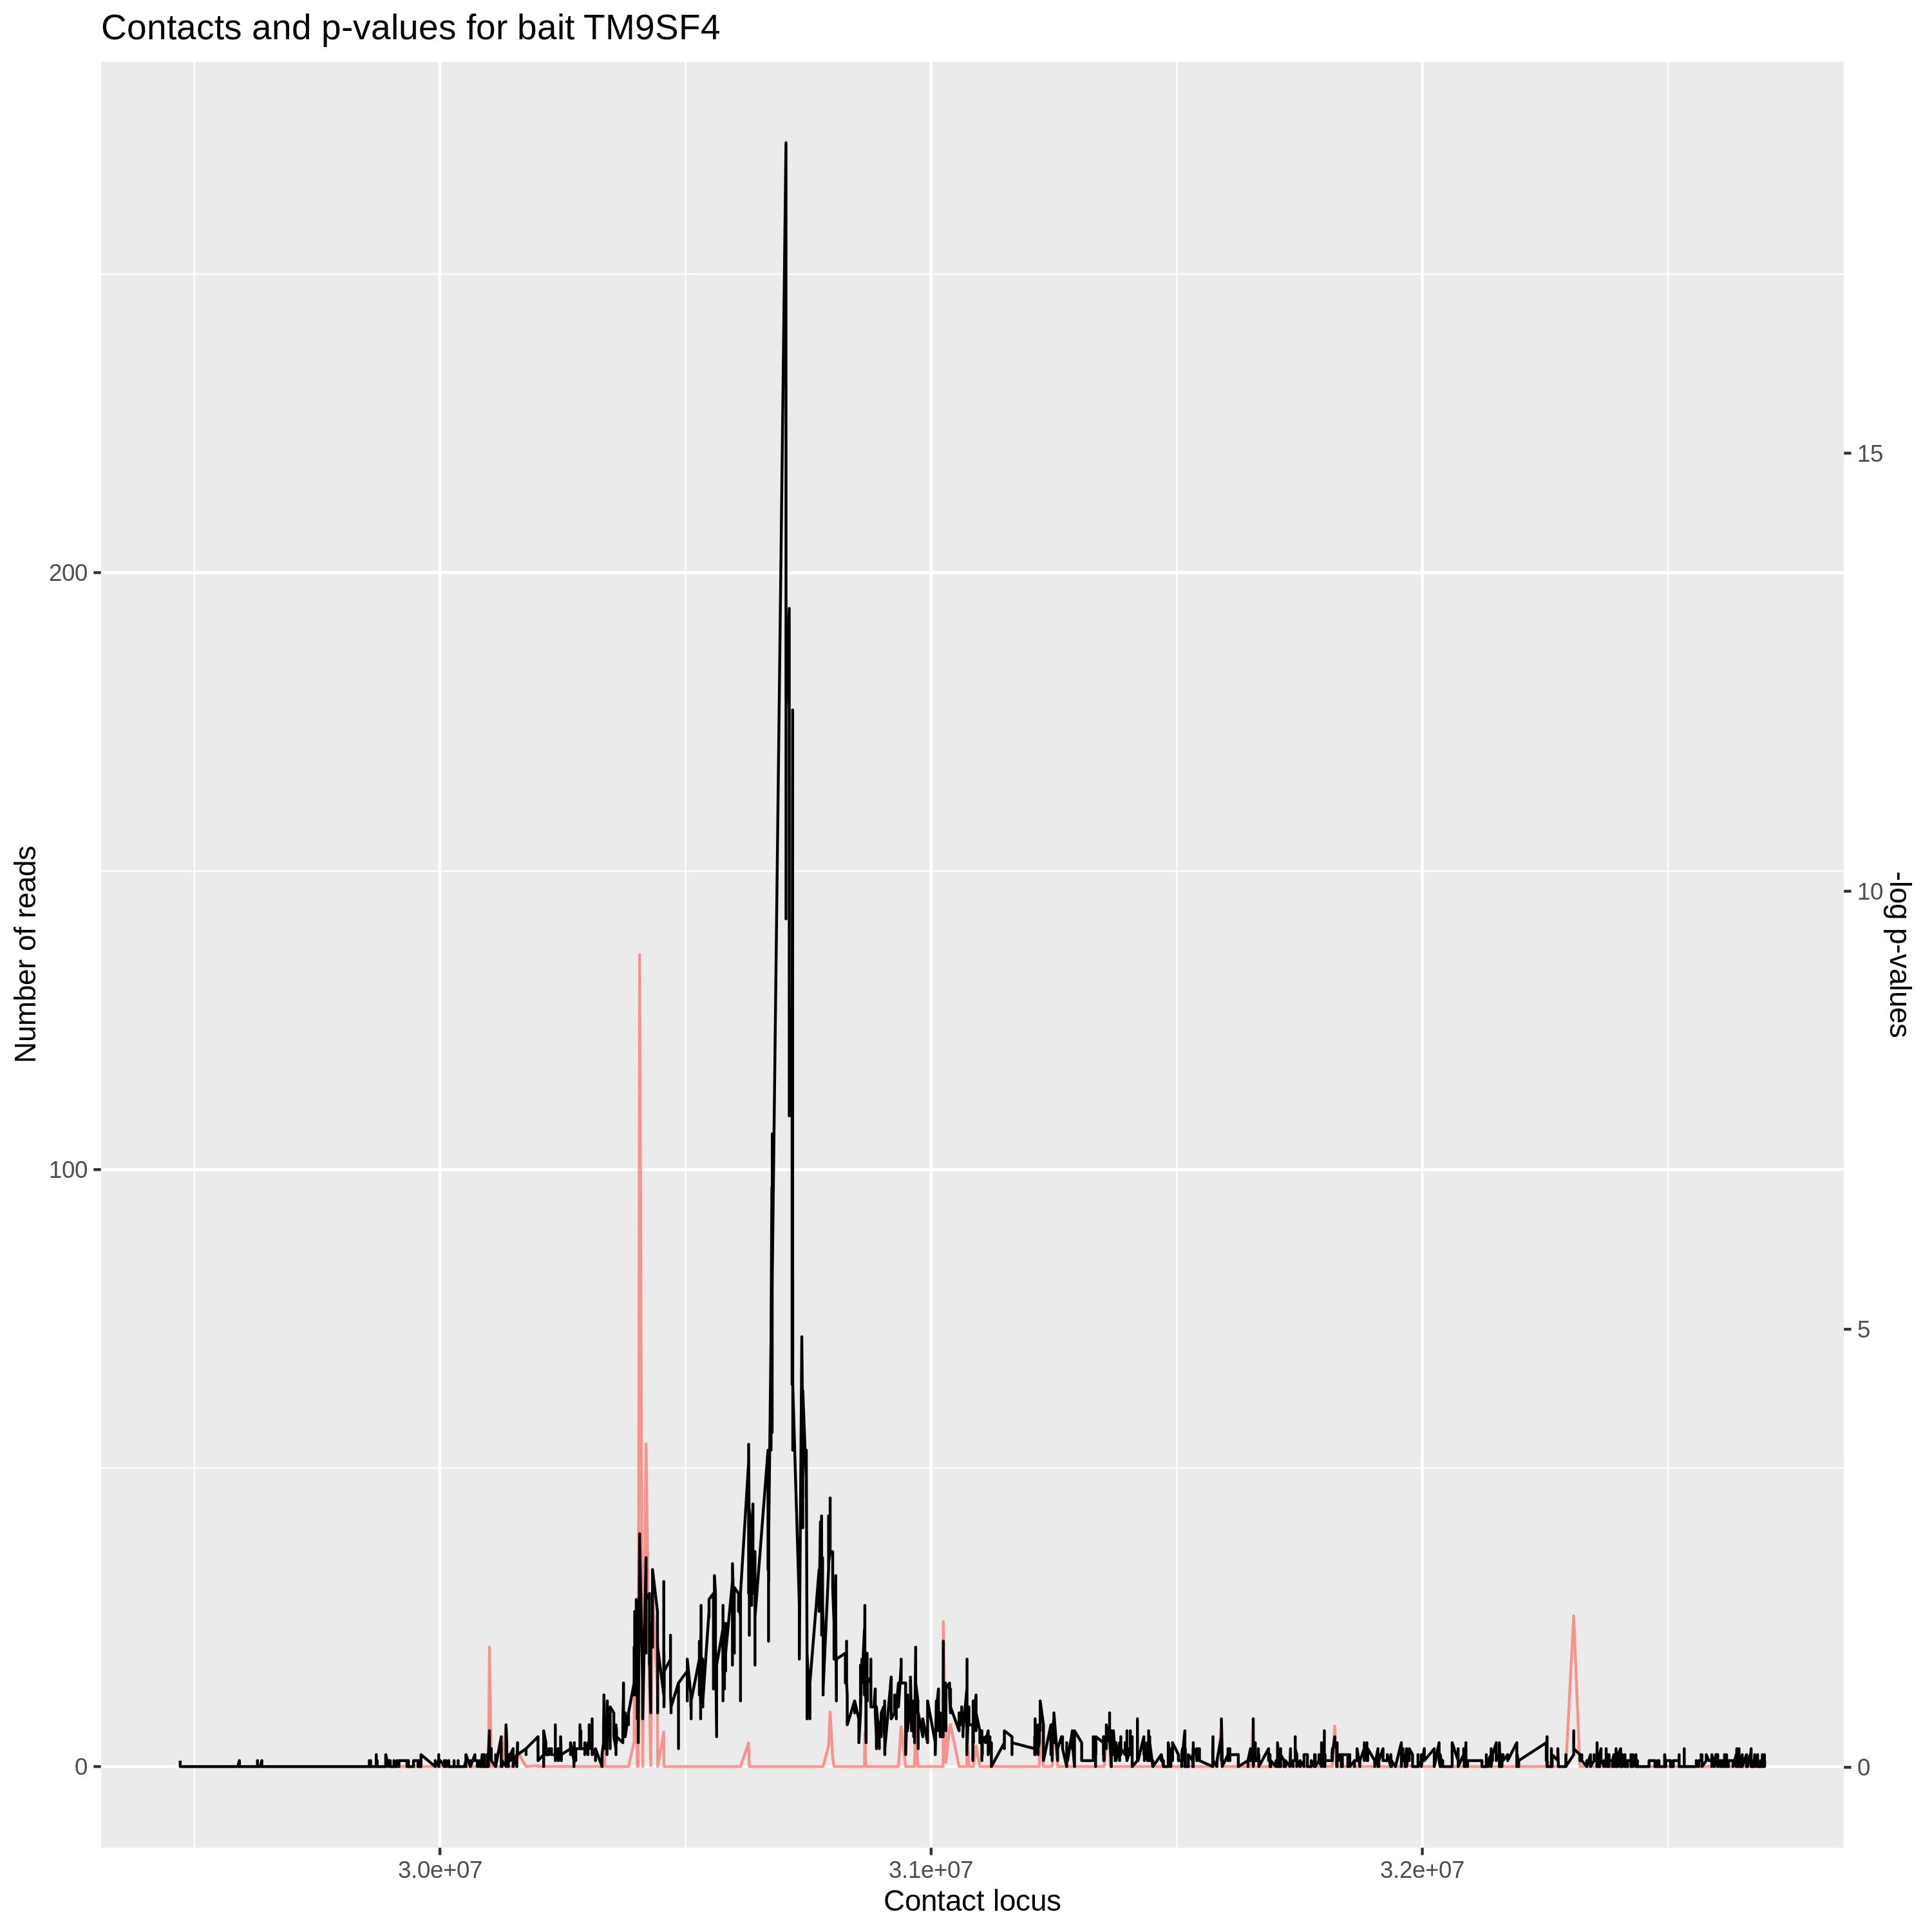 Contacts and p-values for bait TM9SF4
Number of reads
200
100
0
15
10
5
0
-log p-values
3.0e+07
3.1e+07
3.2e+07
Contact locus